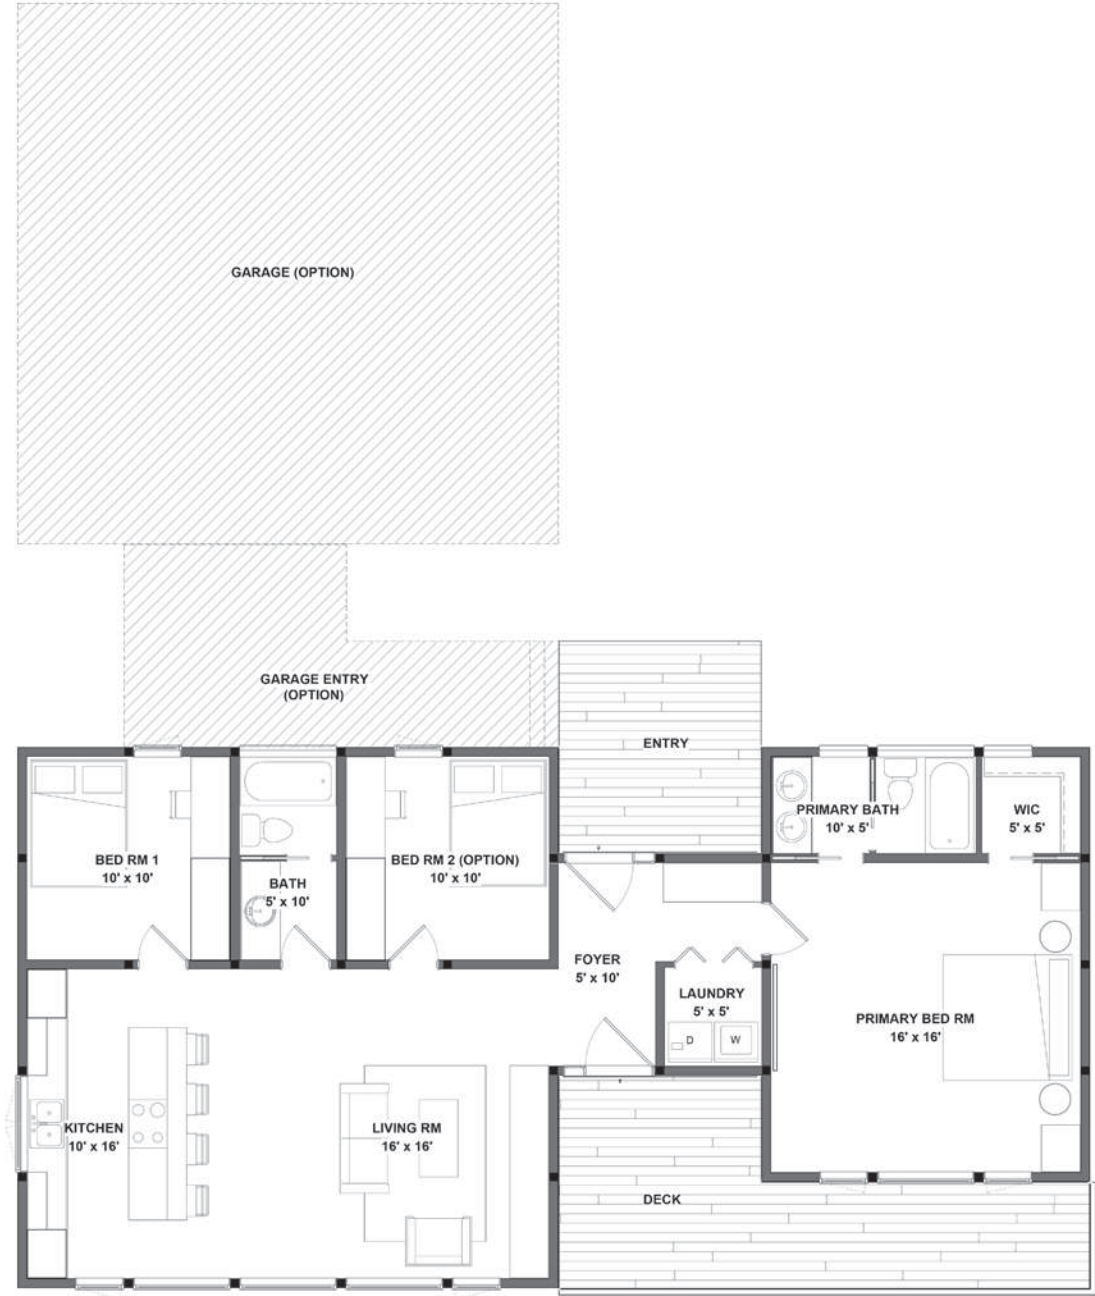 GARAGE (OPTION)
GARAGE ENTRY
(OPTION)
ENTRY
BED RM 1
10' x 10'
BATH
5' x 10'
BED RM 2 (OPTION)
10' x 10'
PRIMARY BATH
10' x 5'
WIC
5' x 5'
FOYER
5' x 10'
LAUNDRY
5' x 5'
D
W
PRIMARY BED RM
16' x 16'
KITCHEN
10' x 16'
LIVING RM
16' x 16'
DECK